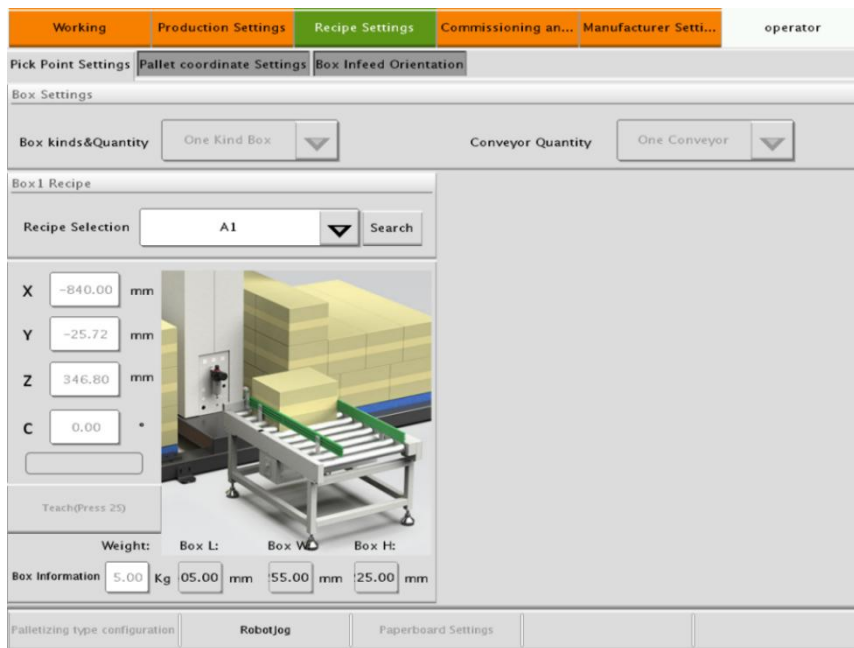 Working Production Settings Recipe Settings Commissioning an... Manufacturer Setti... operator
Pick Point Settings Pallet coordinate Settings Box Infeed Orientation
Box Settings
Box kinds&Quantity One Kind Box Conveyor Quantity One Conveyor
Box1 Recipe
Recipe Selection A1 Search
X -840.00 mm
Y -25.72 mm
Z 346.80 mm
C 0.00 °
Teach(Press 2S)
Weight: Box L: Box W Box H:
Box Information 5.00 Kg 05.00 mm 55.00 mm 25.00 mm
Palletizing type configuration RobotJog Paperboard Settings